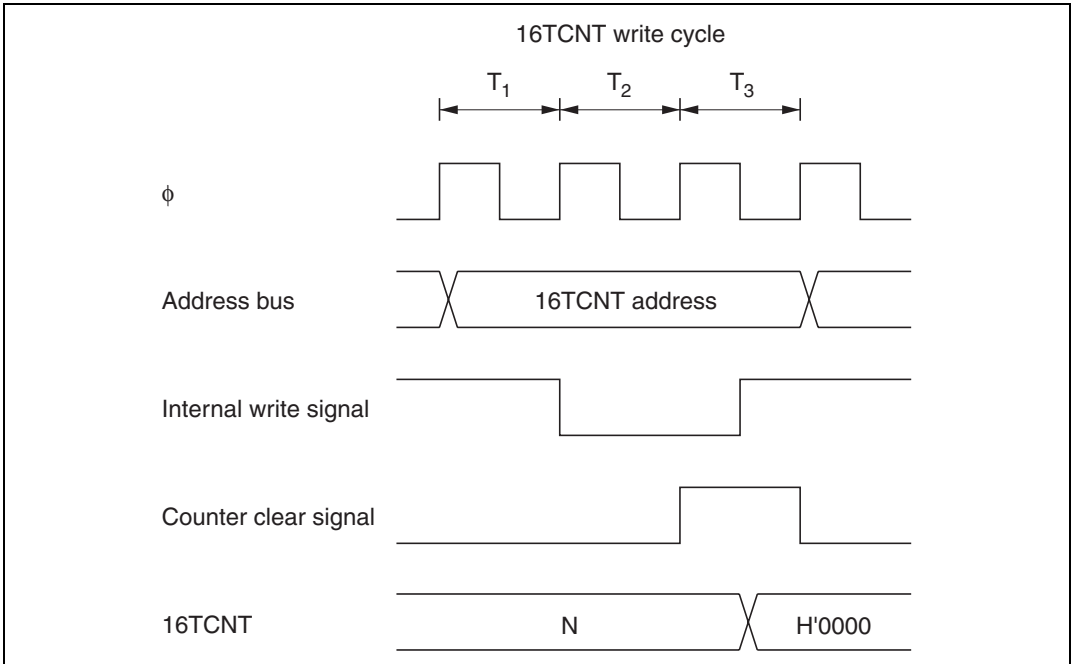 16TCNT write cycle
T1 T2 T3
ϕ
Address bus 16TCNT address
Internal write signal
Counter clear signal
16TCNT N H'0000